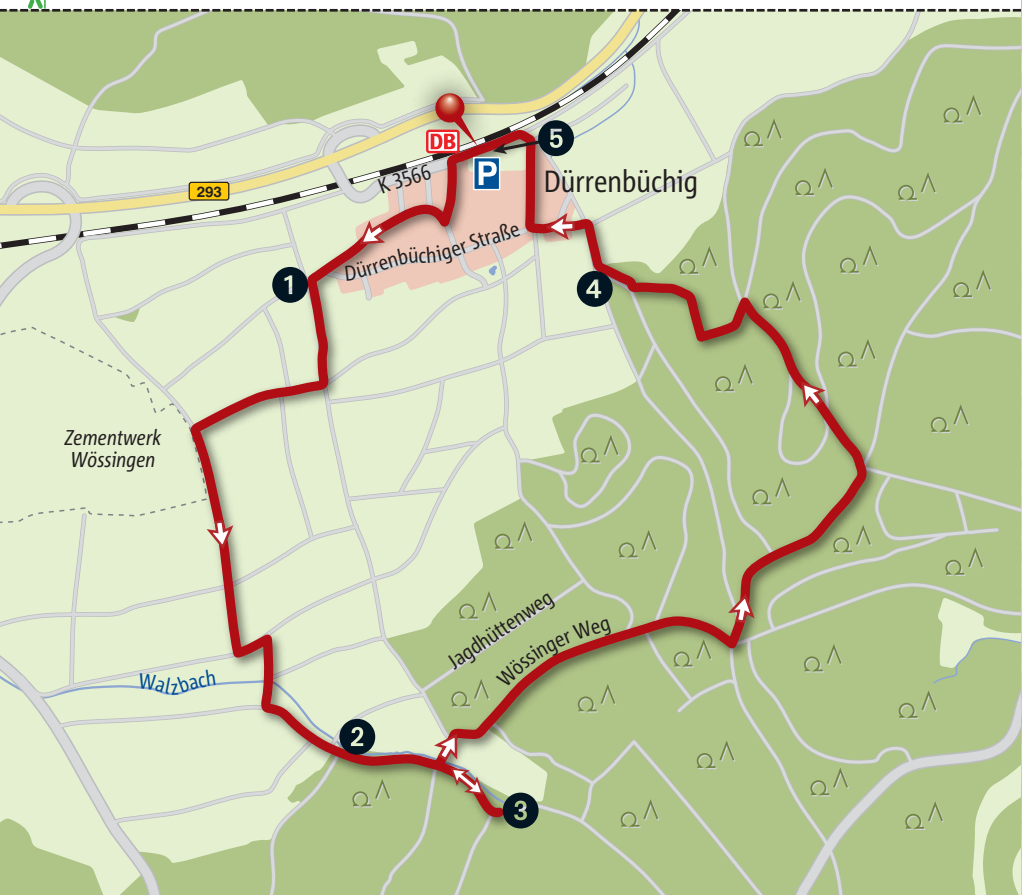 DB
5
P
K 3566
293
Dürrenbüchig
Dürrenbüchiger Straße
1
4
Zementwerk
Wössingen
Jagdhüttenweg
Wössinger Weg
Walzbach
2
3